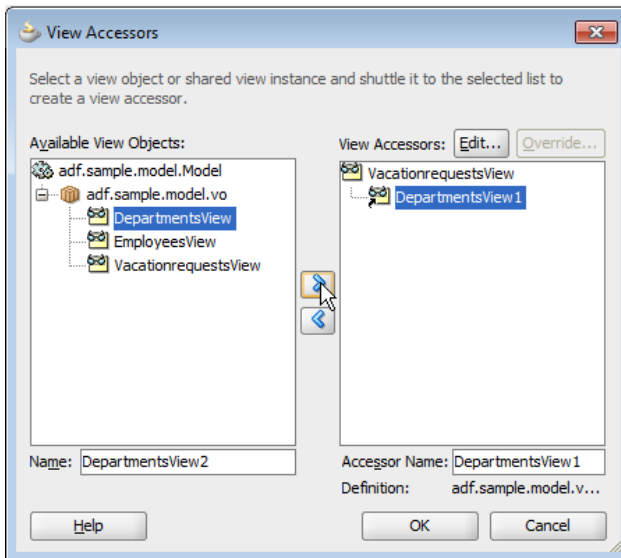 View Accessors
Select a view object or shared view instance and shuttle it to the selected list to
create a view accessor.
Available View Objects:
adf.sample.model.Model
adf.sample.model.vo
DepartmentsView
EmployeesView
VacationrequestsView
Name: DepartmentsView2
View Accessors: Edit... Override...
VacationrequestsView
DepartmentsView1
Accessor Name: DepartmentsView1
Definition: adf.sample.model.v...
Help OK Cancel